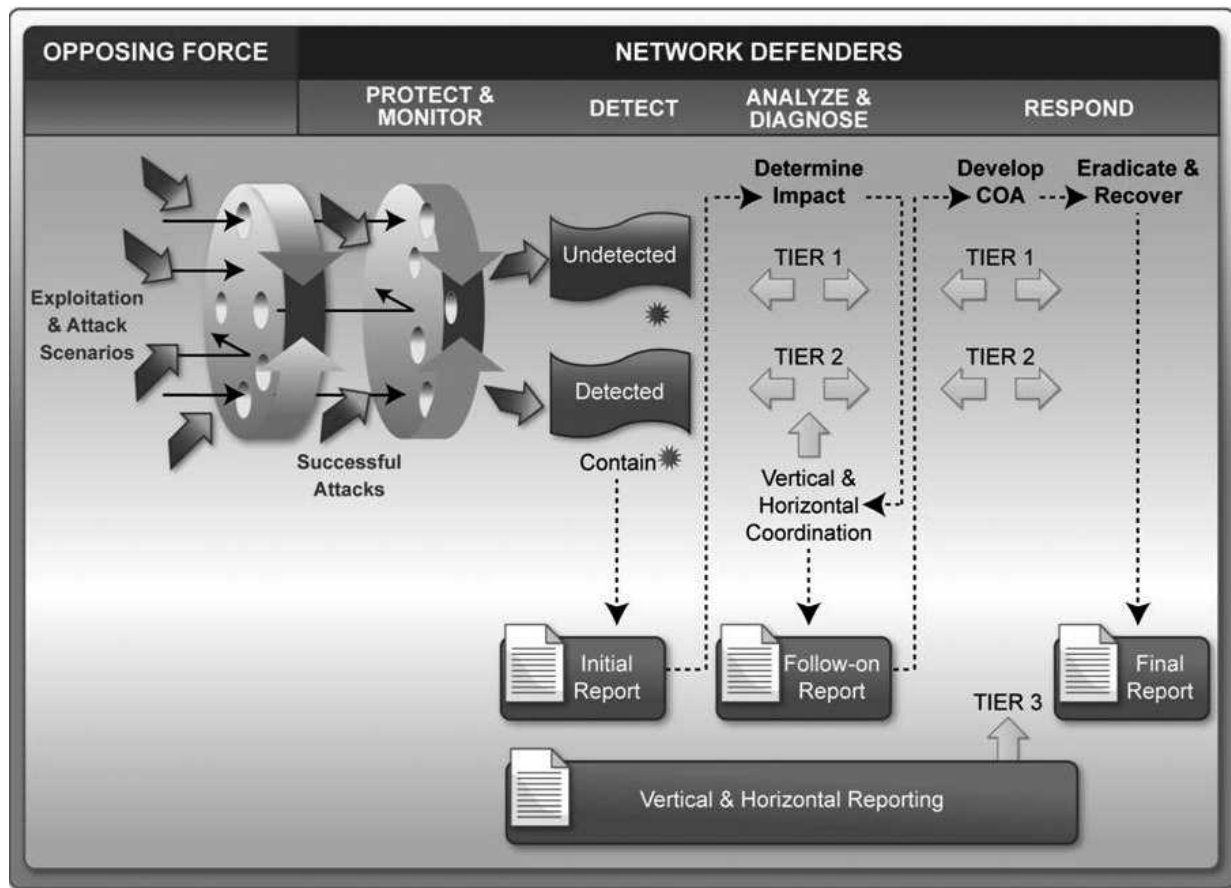 OPPOSING FORCE
NETWORK DEFENDERS
PROTECT &
MONITOR
DETECT
ANALYZE &
DIAGNOSE
RESPOND
Exploitation
& Attack
Scenarios
Successful
Attacks
Undetected
Detected
Contain
Determine
Impact
TIER 1
TIER 2
Vertical &
Horizontal
Coordination
Develop
COA
Eradicate &
Recover
TIER 1
TIER 2
Initial
Report
Follow-on
Report
TIER 3
Final
Report
Vertical & Horizontal Reporting